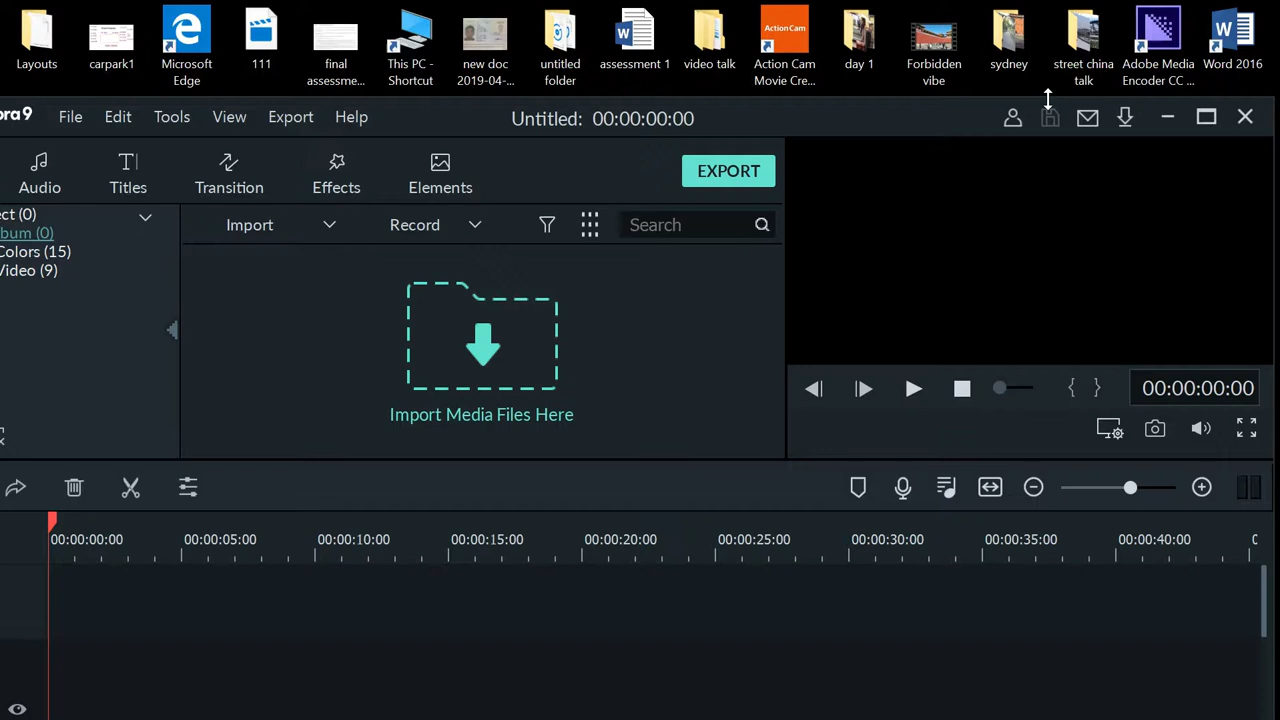 Layouts
carpark1
Microsoft
Edge
111
final
assessme...
This PC -
Shortcut
new doc
2019-04-...
untitled
folder
assessment 1
video talk
Action Cam
Action Cam
Movie Cre...
day 1
Forbidden
vibe
sydney
street china
talk
Adobe Media
Encoder CC ...
Word 2016
ora9
File Edit Tools View Export Help
Untitled: 00:00:00:00
Audio Titles Transition Effects Elements
EXPORT
ect (0)
bum (0)
Colors (15)
Video (9)
Import Record Search
Import Media Files Here
00:00:00:00
00:00:00:00 00:00:05:00 00:00:10:00 00:00:15:00 00:00:20:00 00:00:25:00 00:00:30:00 00:00:35:00 00:00:40:00